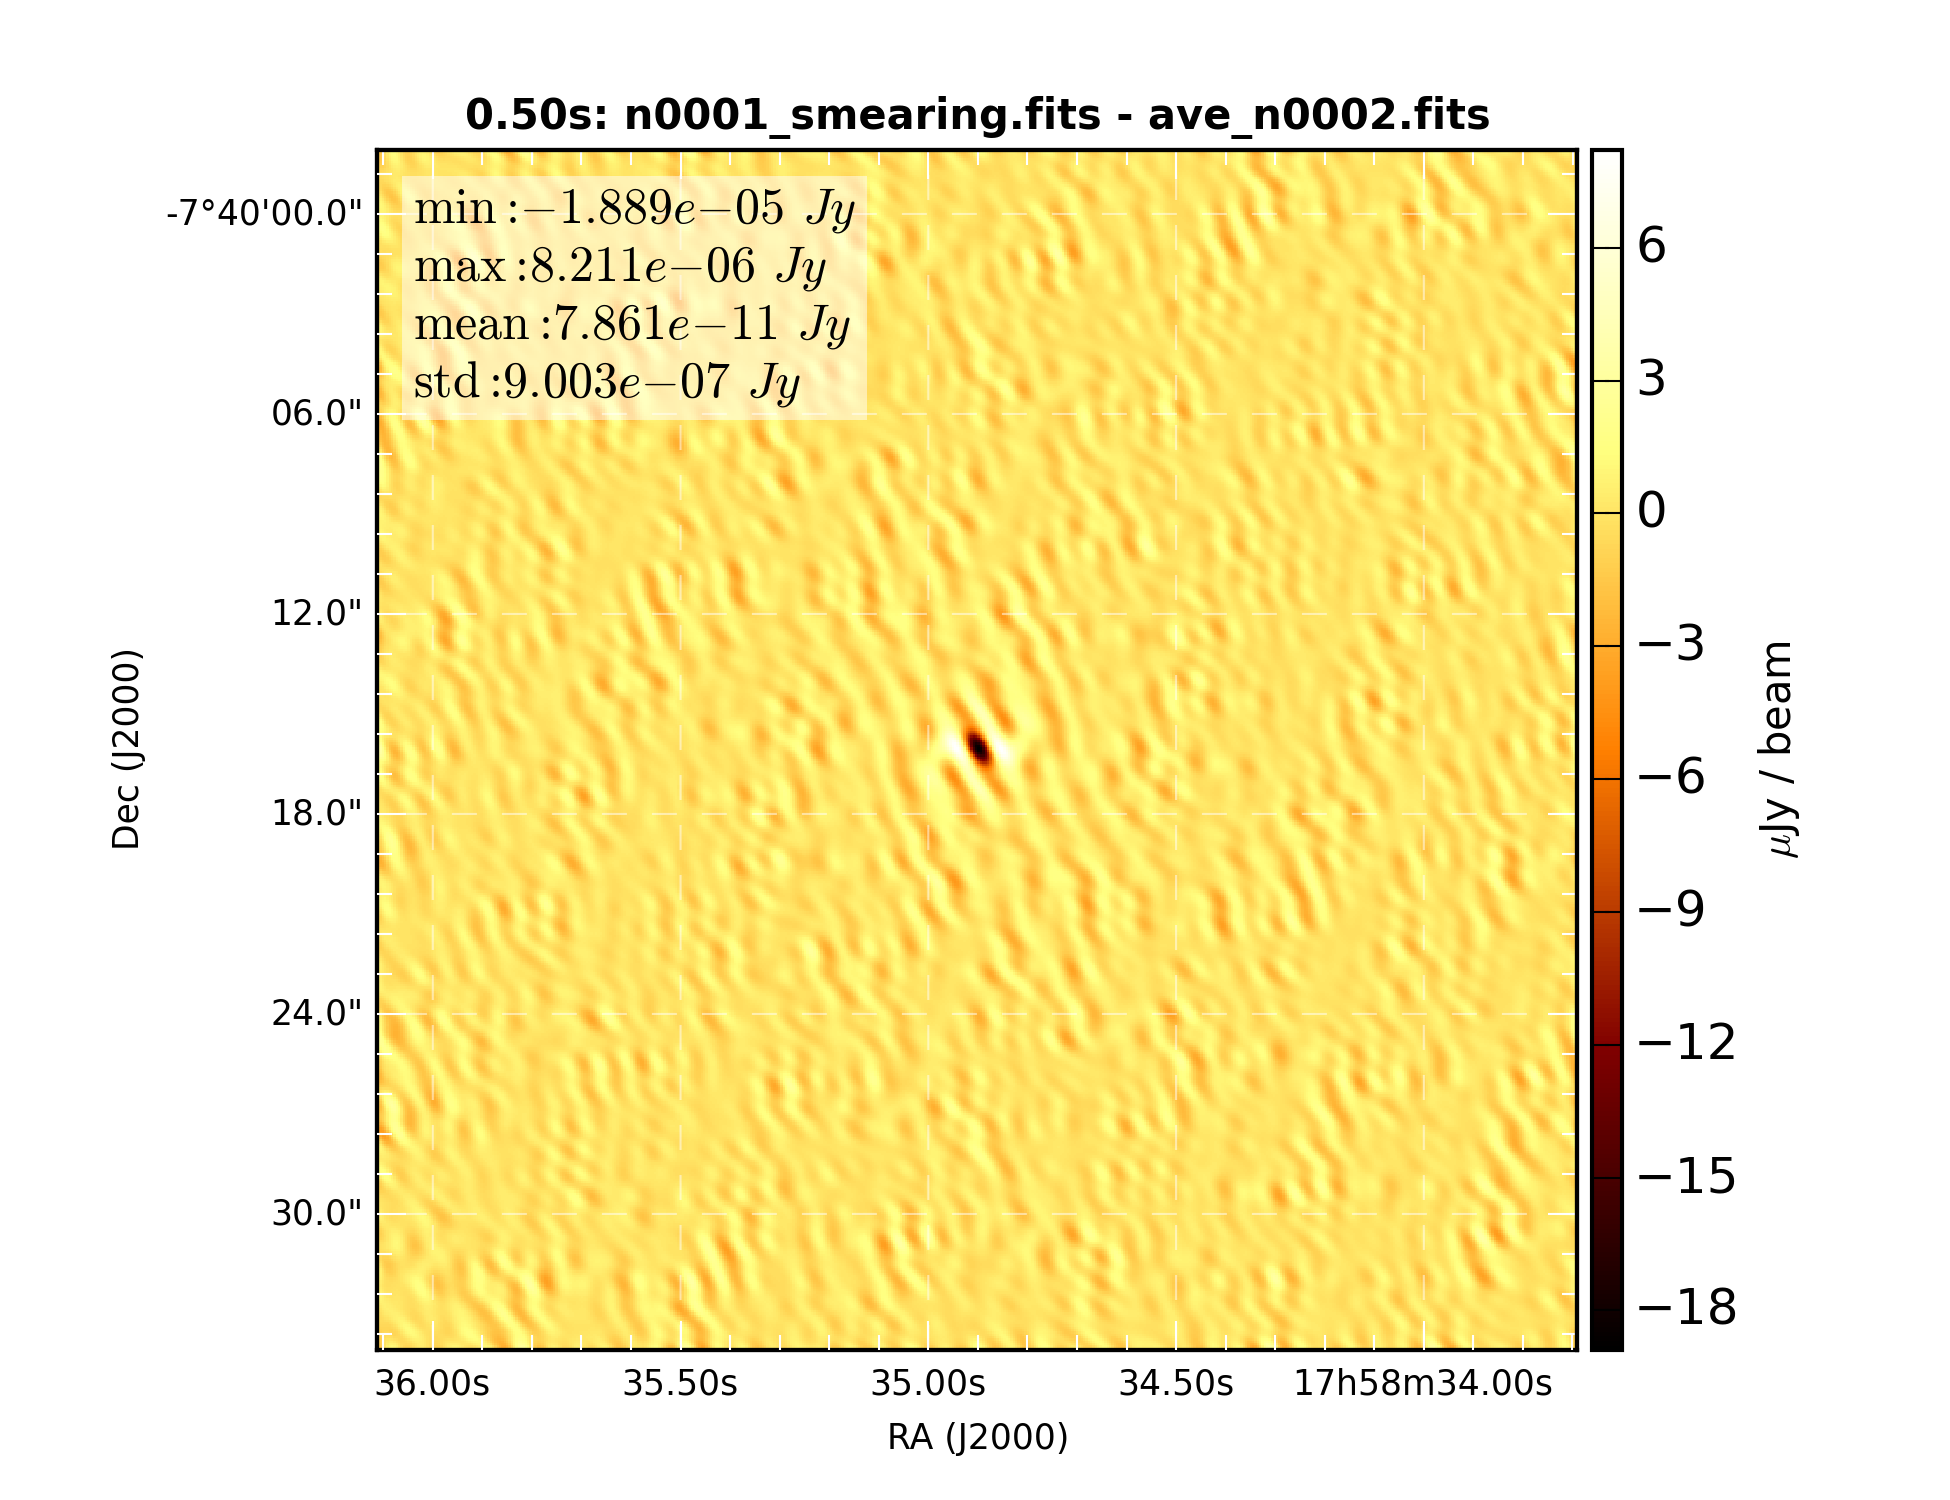 0.50s: n0001_smearing.fits - ave_n0002.fits
min :−1.889e−05 Jy
max :8.211e−06 Jy
mean :7.861e−11 Jy
std :9.003e−07 Jy
-7°40'00.0"
06.0"
12.0"
18.0"
24.0"
30.0"
Dec (J2000)
36.00s
35.50s
35.00s
34.50s
17h58m34.00s
RA (J2000)
6
3
0
−3
−6
−9
−12
−15
−18
μJy / beam